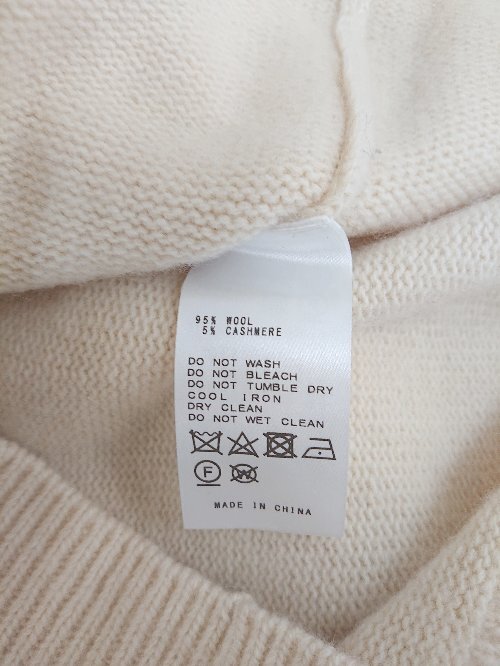 95% WOOL
5% CASHMERE
DO NOT WASH
DO NOT BLEACH
DO NOT TUMBLE DRY
COOL IRON
DRY CLEAN
DO NOT WET CLEAN
F W
MADE IN CHINA